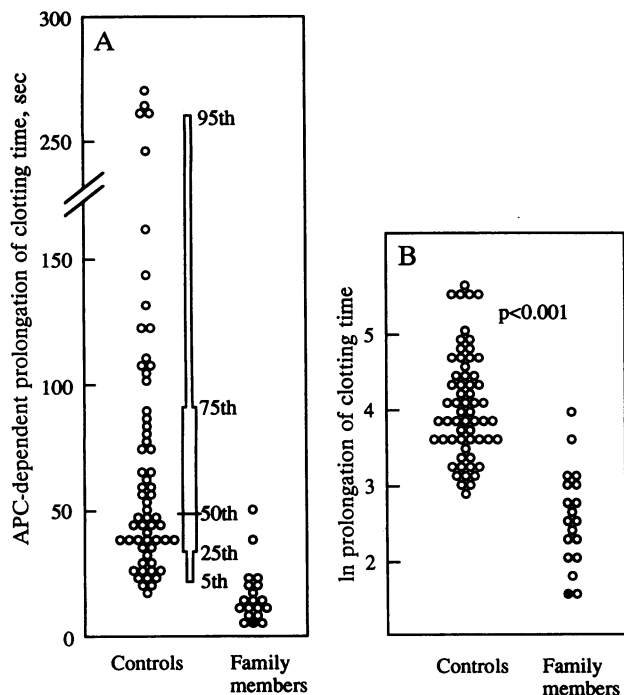 A
300
250
150
100
50
0
APC-dependent prolongation of clotting time, sec
95th
75th
50th
25th
5th
Controls
Family
members
B
p<0.001
5
4
3
2
ln prolongation of clotting time
Controls
Family
members